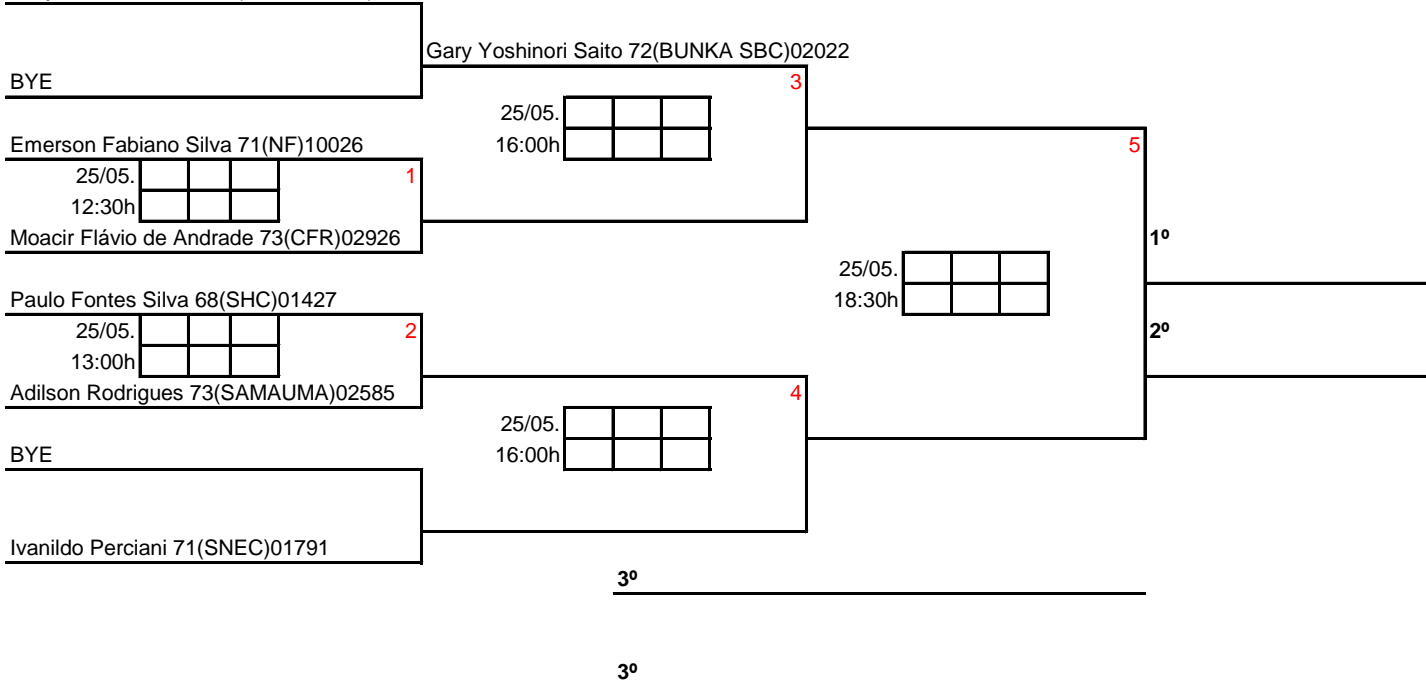 Gary Yoshinori Saito 72(BUNKA SBC)02022
BYE
3
25/05.
16:00h
Emerson Fabiano Silva 71(NF)10026
5
25/05.
1
12:30h
Moacir Flávio de Andrade 73(CFR)02926
1º
25/05.
18:30h
Paulo Fontes Silva 68(SHC)01427
25/05.
2
2º
13:00h
Adilson Rodrigues 73(SAMAUMA)02585
4
25/05.
16:00h
BYE
Ivanildo Perciani 71(SNEC)01791
3º
3º